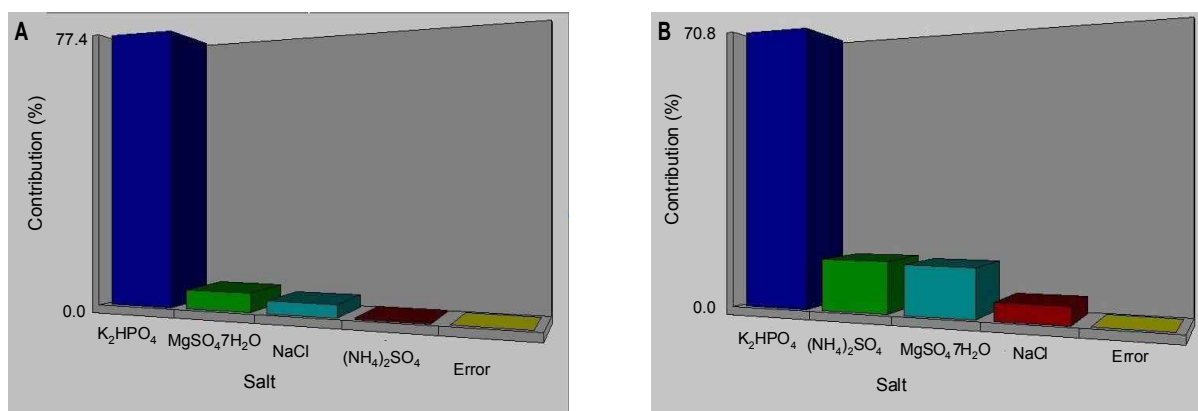 A
77.4
Contribution (%)
0.0
K₂HPO₄
MgSO₄7H₂O
NaCl
(NH₄)₂SO₄
Error
Salt
B
70.8
Contribution (%)
0.0
K₂HPO₄
(NH₄)₂SO₄
MgSO₄7H₂O
NaCl
Error
Salt